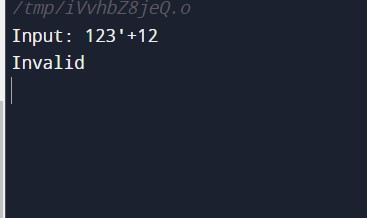 /tmp/iVvhbZ8jeQ.o
Input: 123'+12
Invalid